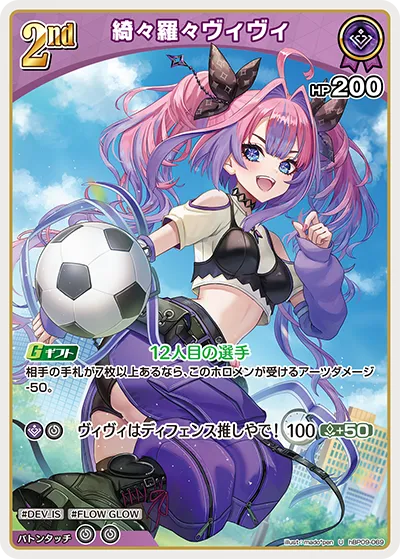 2nd
綺々羅々ヴィヴィ
HP200
Gギフト
12人目の選手
相手の手札が7枚以上あるなら、このホロメンが受けるアーツダメージ
-50。
ヴィヴィはディフェンス推しやで! 100 +50
#DEV_IS #FLOW GLOW
バトンタッチ
illust: made+pan U hBP09-069